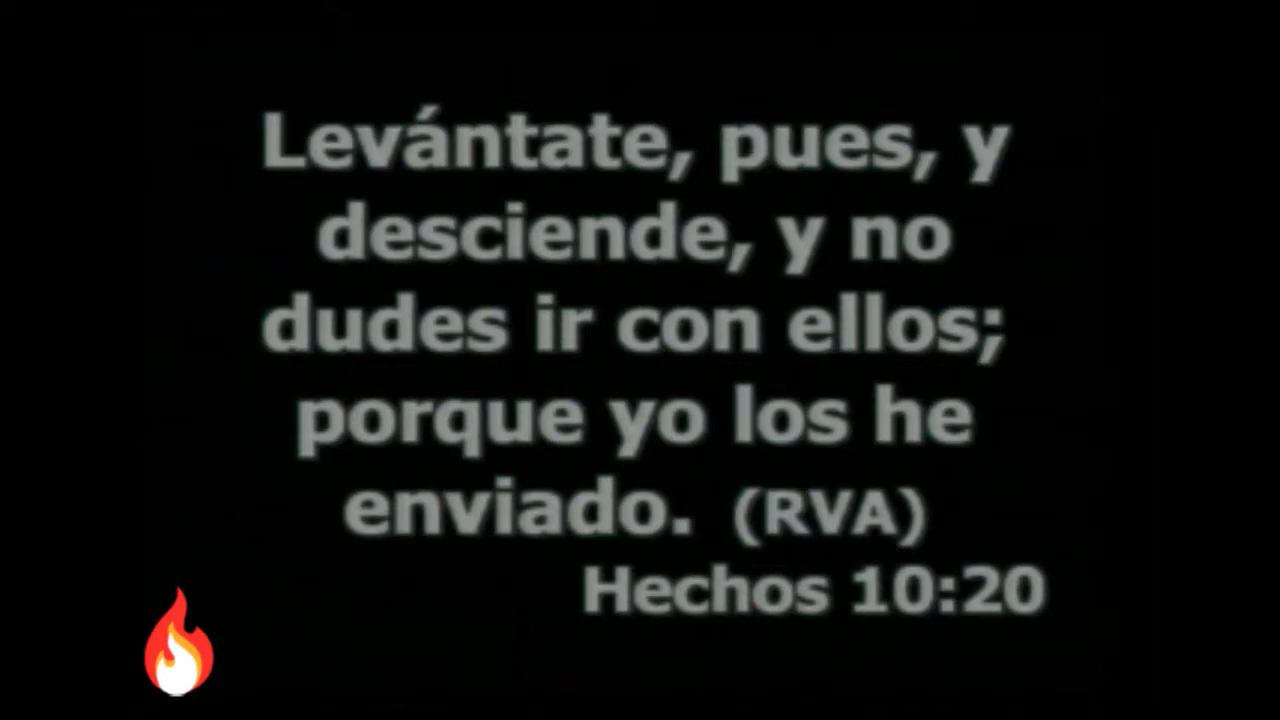 Levántate, pues, y
desciende, y no
dudes ir con ellos;
porque yo los he
enviado. (RVA)
Hechos 10:20